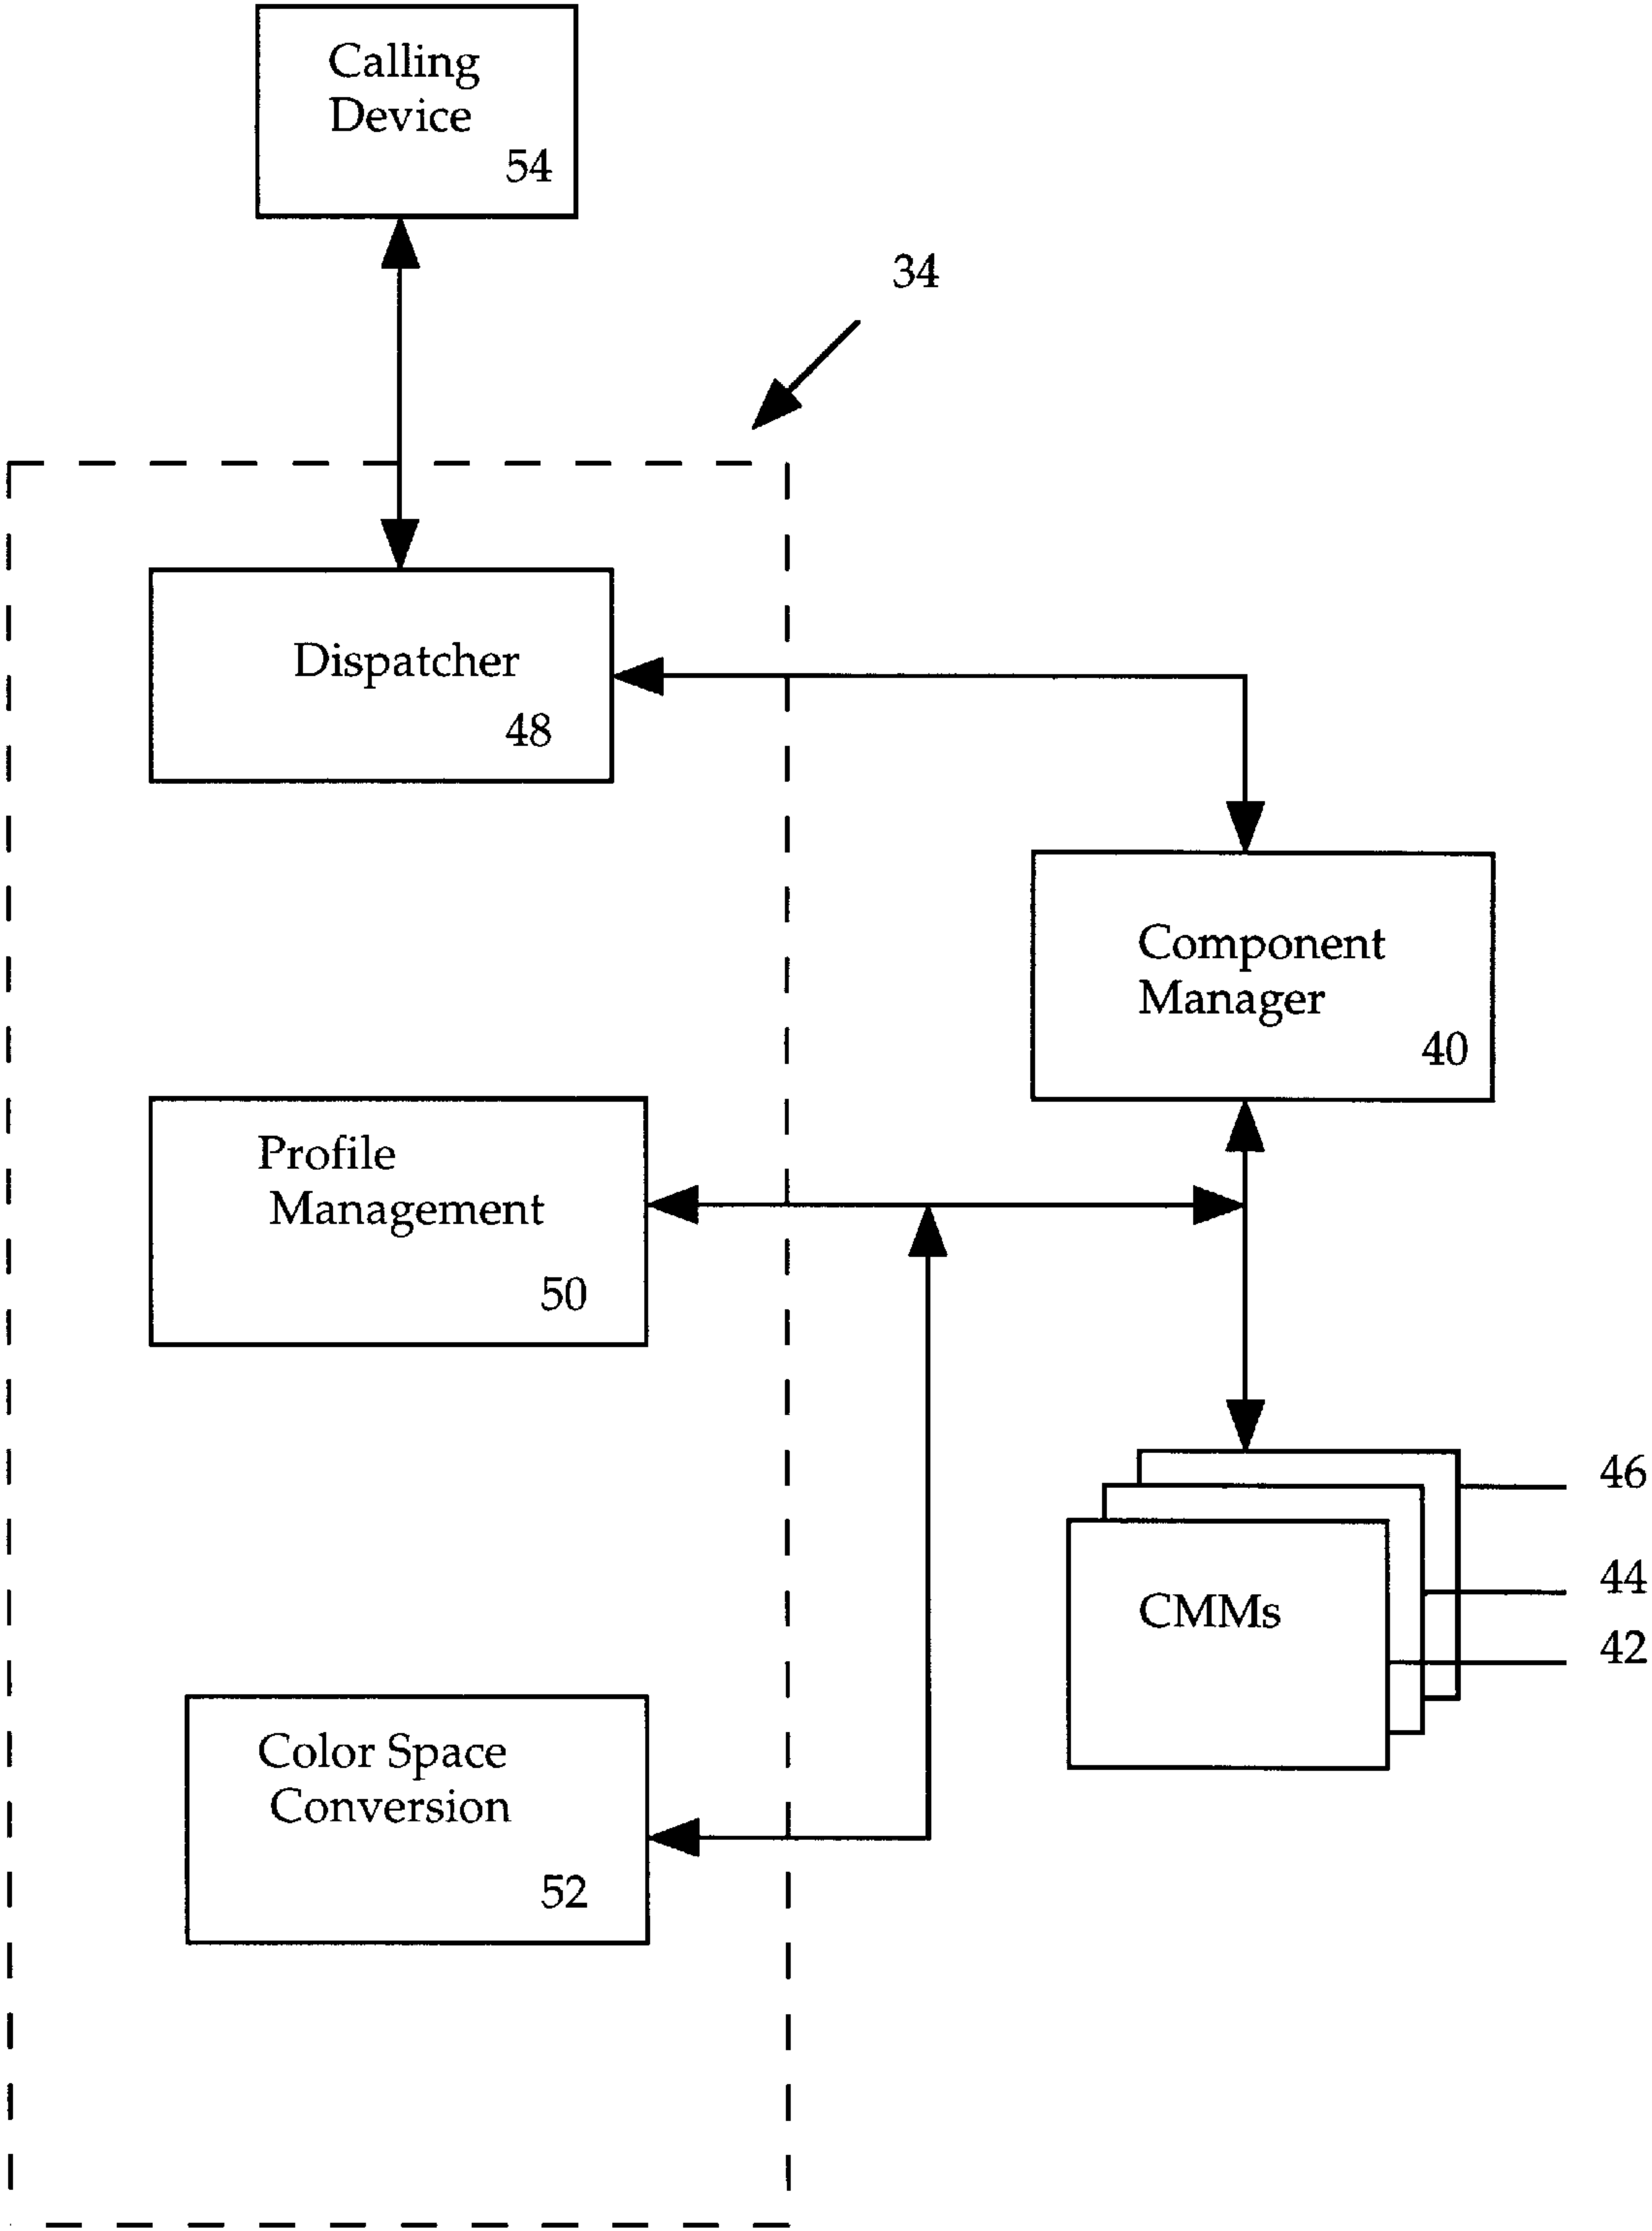 Calling
Device
54
34
Dispatcher
48
Component
Manager
40
Profile
Management
50
46
44
CMMs
42
Color Space
Conversion
52